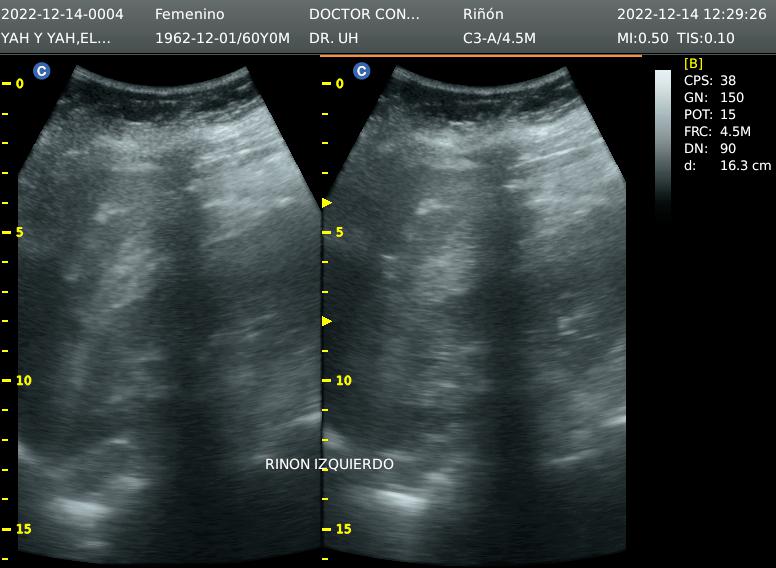 2022-12-14-0004 Femenino DOCTOR CON... Riñón 2022-12-14 12:29:26
YAH Y YAH,EL... 1962-12-01/60Y0M DR. UH C3-A/4.5M MI:0.50 TIS:0.10
C C [B]
0 0 CPS: 38
GN: 150
POT: 15
FRC: 4.5M
DN: 90
d: 16.3 cm
5 5
10 10
RINON IZQUIERDO
15 15